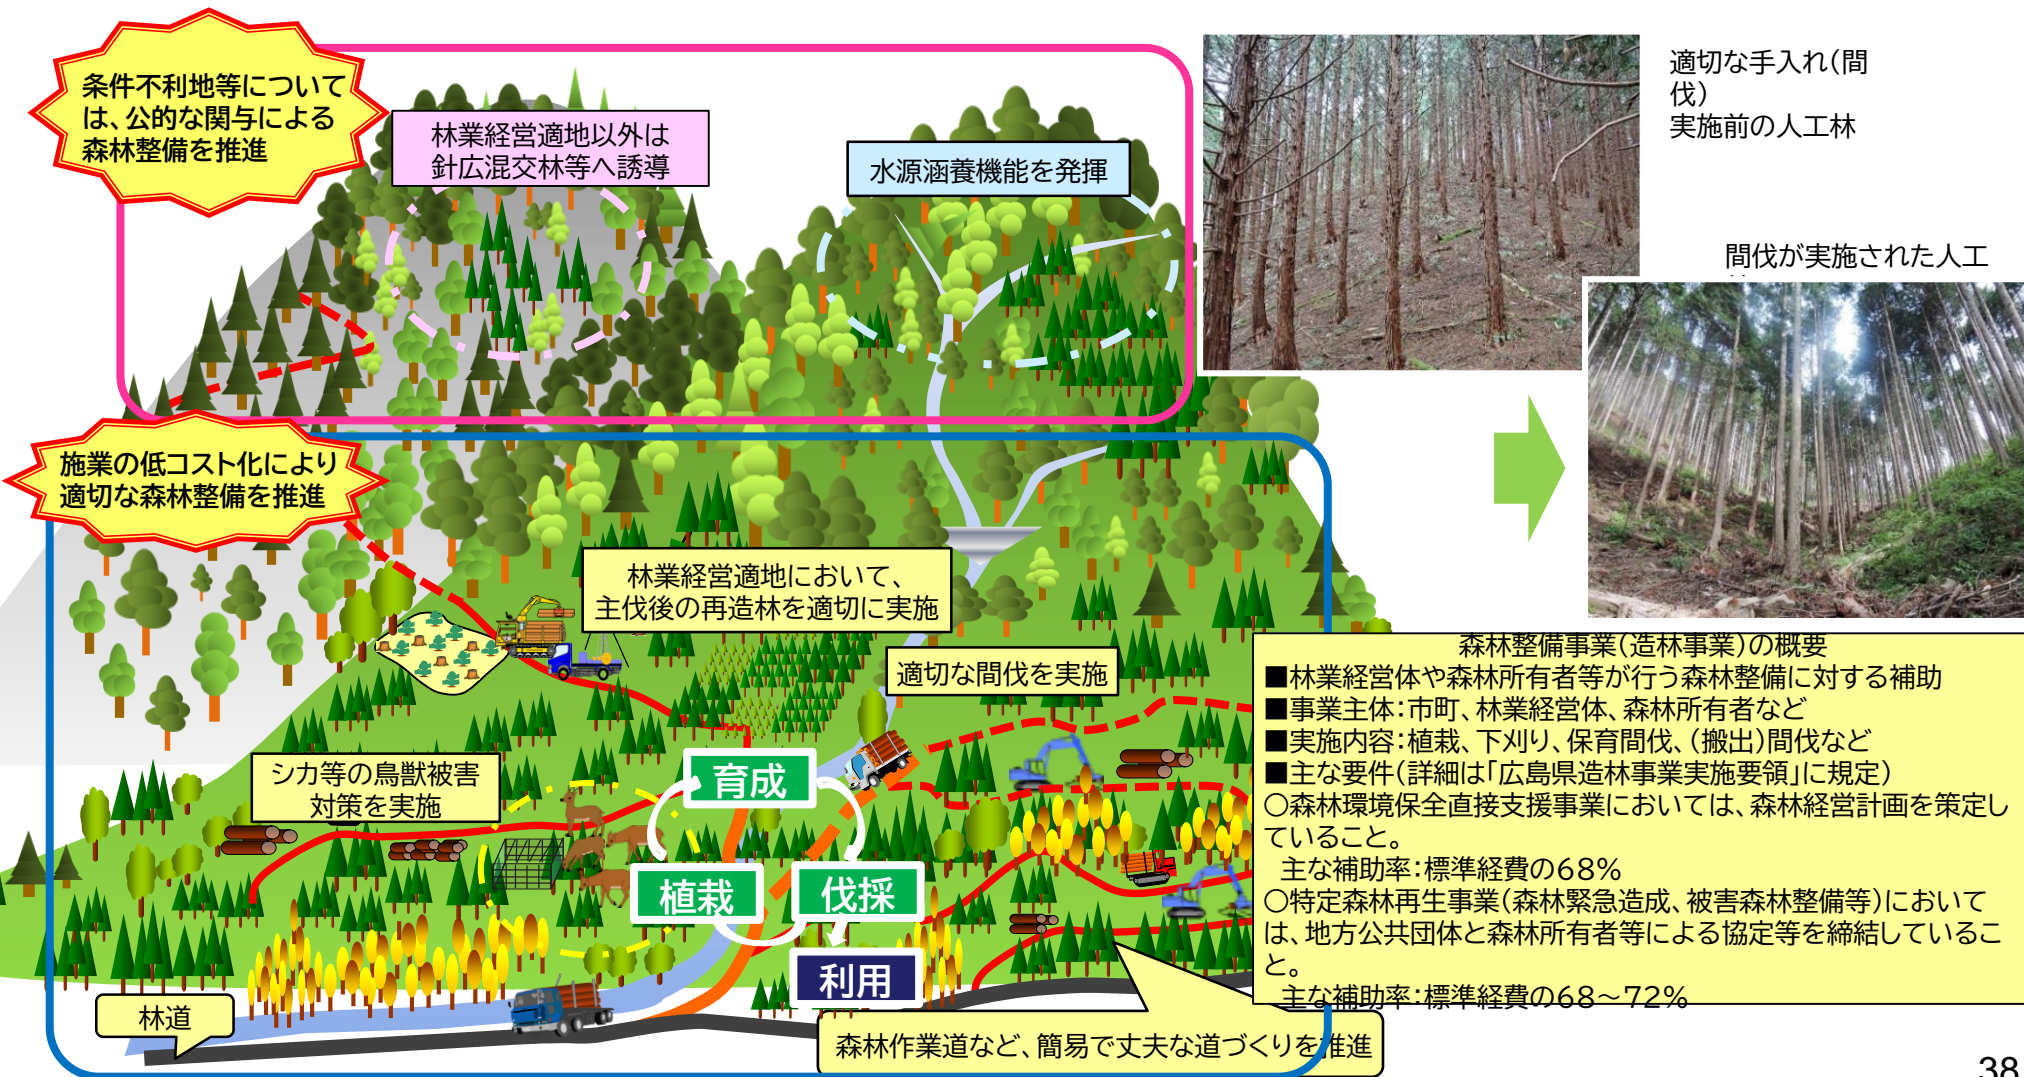 条件不利地等について
は、公的な関与による
森林整備を推進
林業経営適地以外は
針広混交林等へ誘導
水源涵養機能を発揮
適切な手入れ(間
伐)
実施前の人工林
間伐が実施された人工
施業の低コスト化により
適切な森林整備を推進
林業経営適地において、
主伐後の再造林を適切に実施
適切な間伐を実施
シカ等の鳥獣被害
対策を実施
育成
植栽
伐採
利用
林道
森林作業道など、簡易で丈夫な道づくりを推進
森林整備事業(造林事業)の概要
■林業経営体や森林所有者等が行う森林整備に対する補助
■事業主体:市町、林業経営体、森林所有者など
■実施内容:植栽、下刈り、保育間伐、(搬出)間伐など
■主な要件(詳細は「広島県造林事業実施要領」に規定)
○森林環境保全直接支援事業においては、森林経営計画を策定し
ていること。
主な補助率:標準経費の68%
○特定森林再生事業(森林緊急造成、被害森林整備等)において
は、地方公共団体と森林所有者等による協定等を締結しているこ
と。
主な補助率:標準経費の68~72%
38